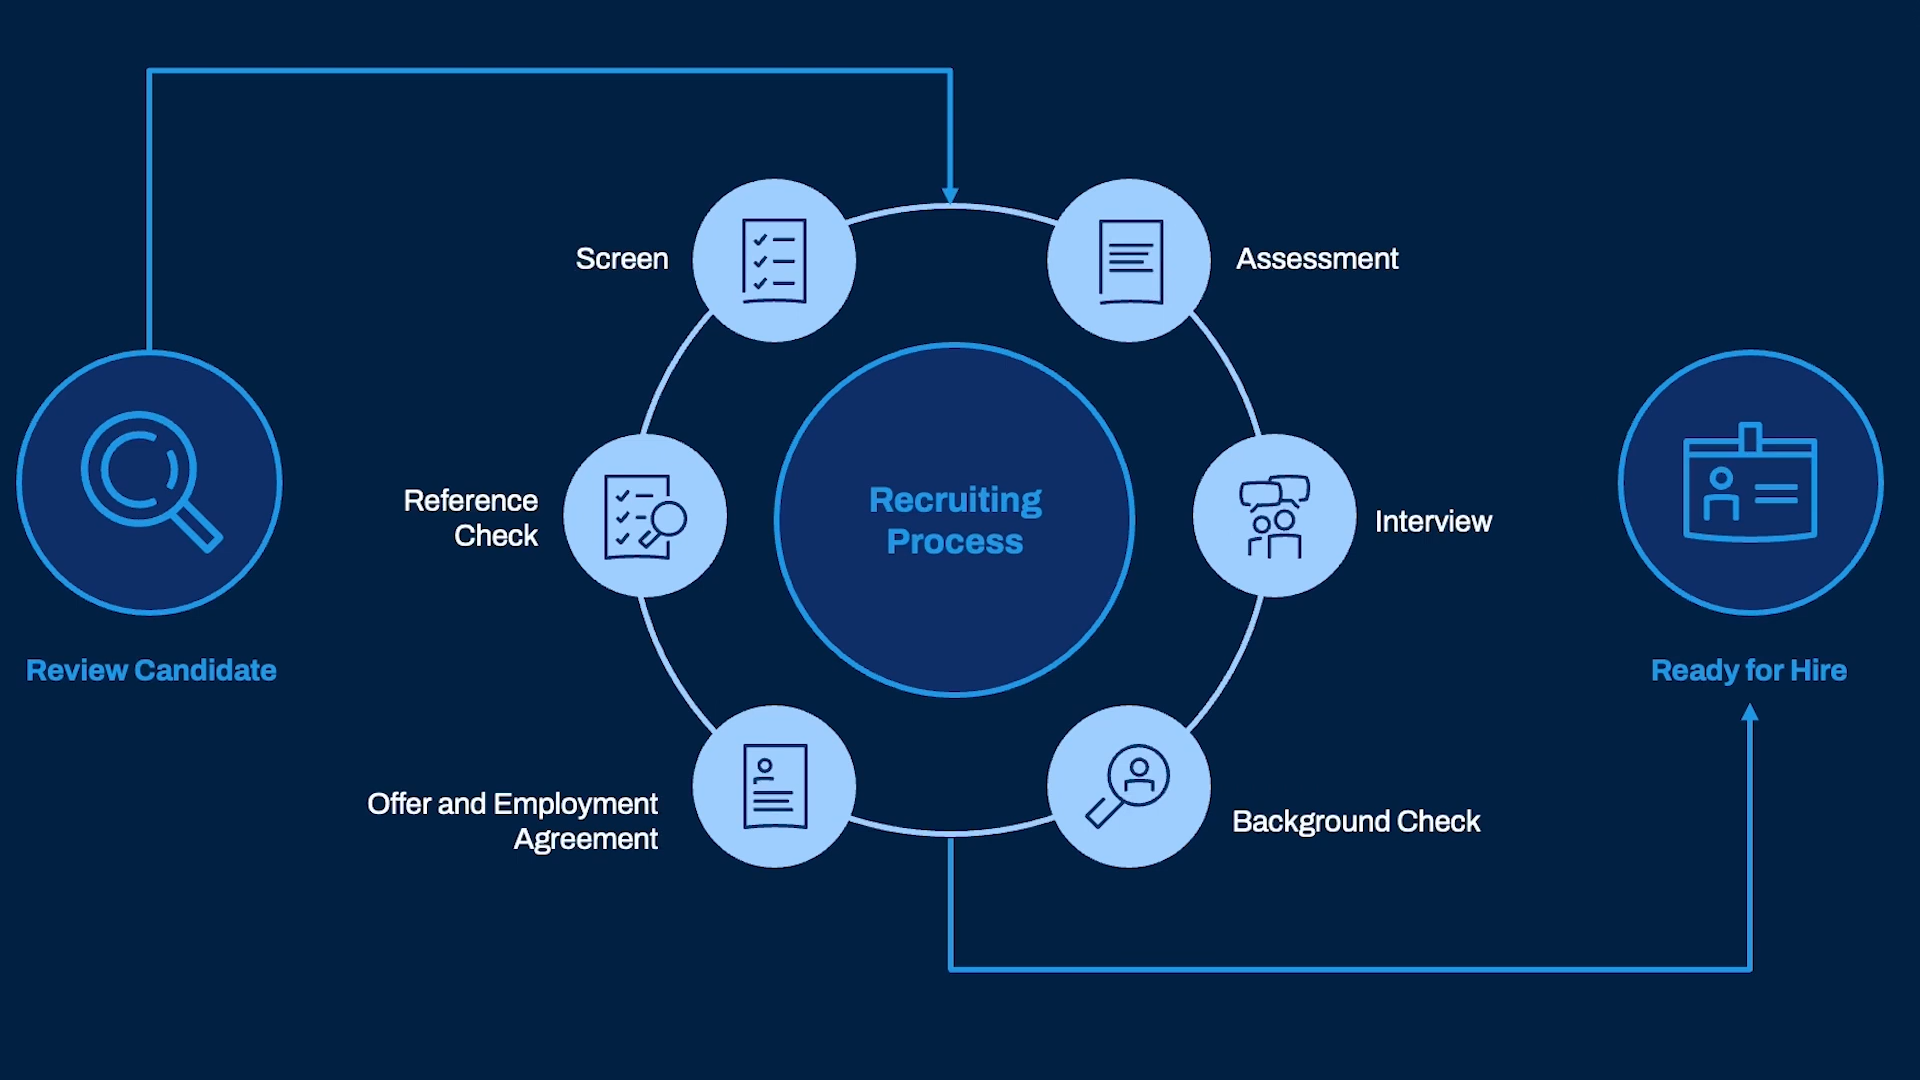 Screen
Assessment
Reference
Check
Recruiting
Process
Interview
Review Candidate
Ready for Hire
Offer and Employment
Agreement
Background Check